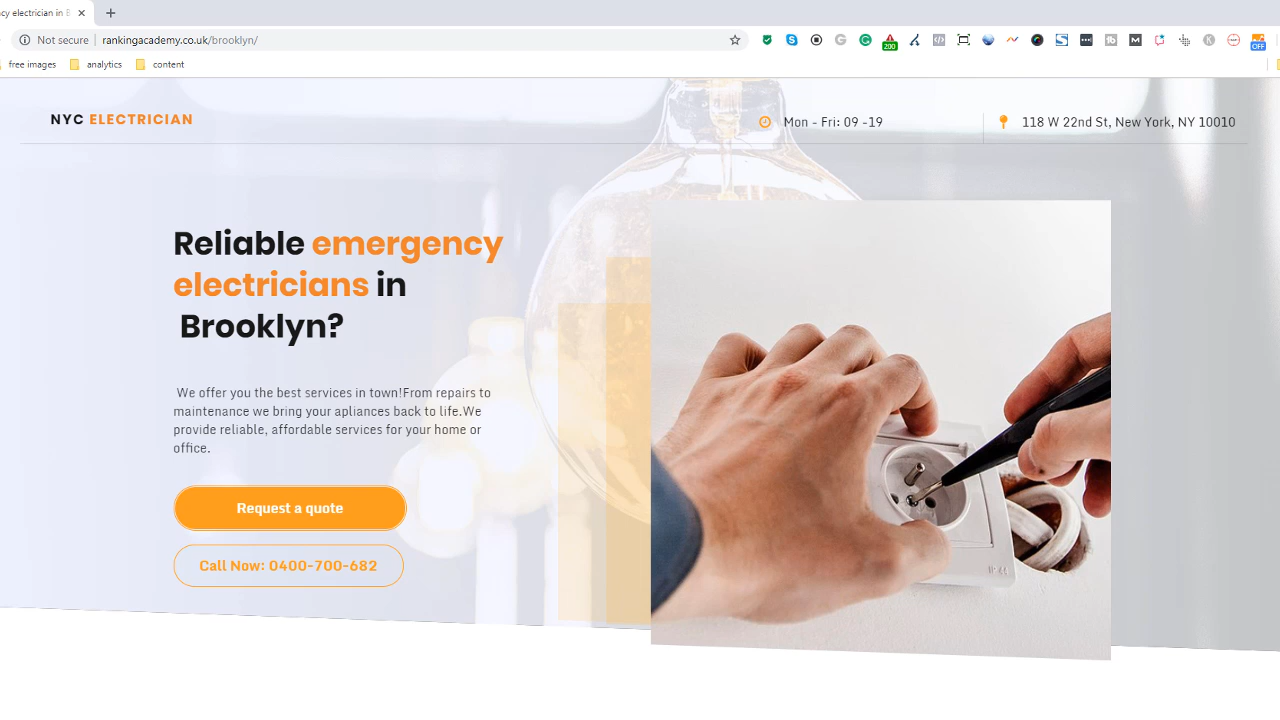 cy electrician in B
Not secure
rankingacademy.co.uk/brooklyn/
200
OFF
free images
analytics
content
NYC ELECTRICIAN
Mon - Fri: 09 -19
118 W 22nd St, New York, NY 10010
Reliable emergency
electricians in
Brooklyn?
We offer you the best services in town!From repairs to
maintenance we bring your apliances back to life.We
provide reliable, affordable services for your home or
office.
Request a quote
Call Now: 0400-700-682